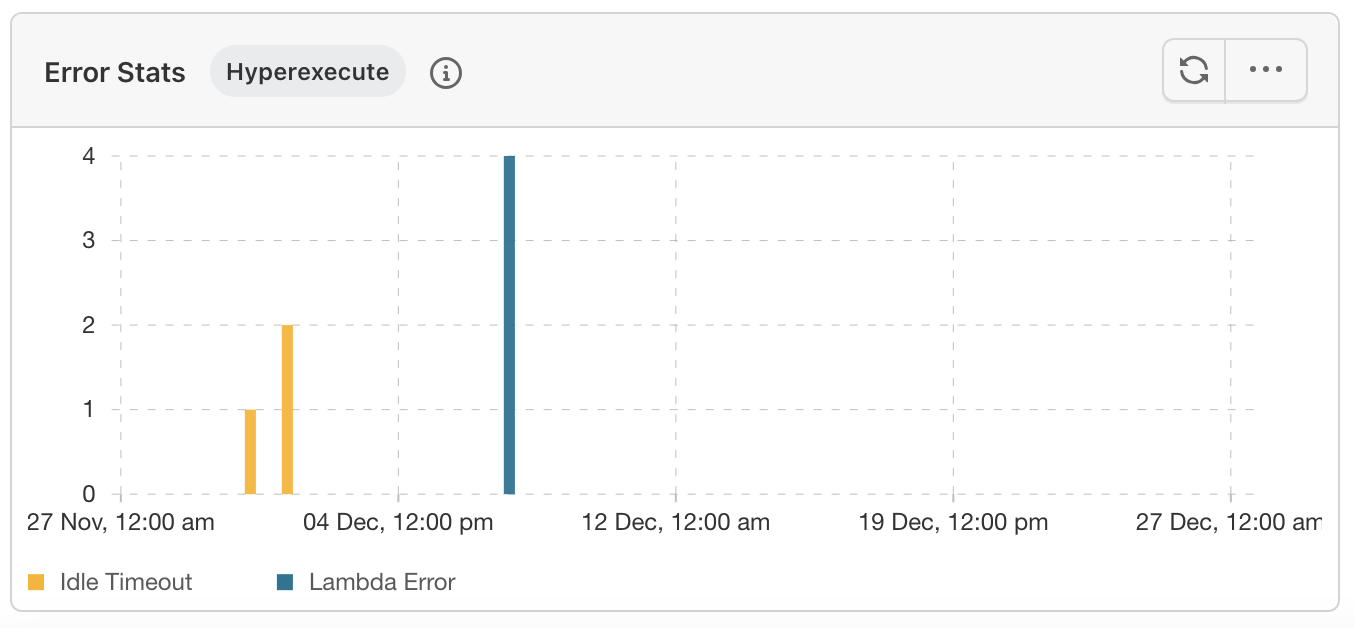 Error Stats Hyperexecute
4
3
2
1
0
27 Nov, 12:00 am 04 Dec, 12:00 pm 12 Dec, 12:00 am 19 Dec, 12:00 pm 27 Dec, 12:00 am
Idle Timeout Lambda Error